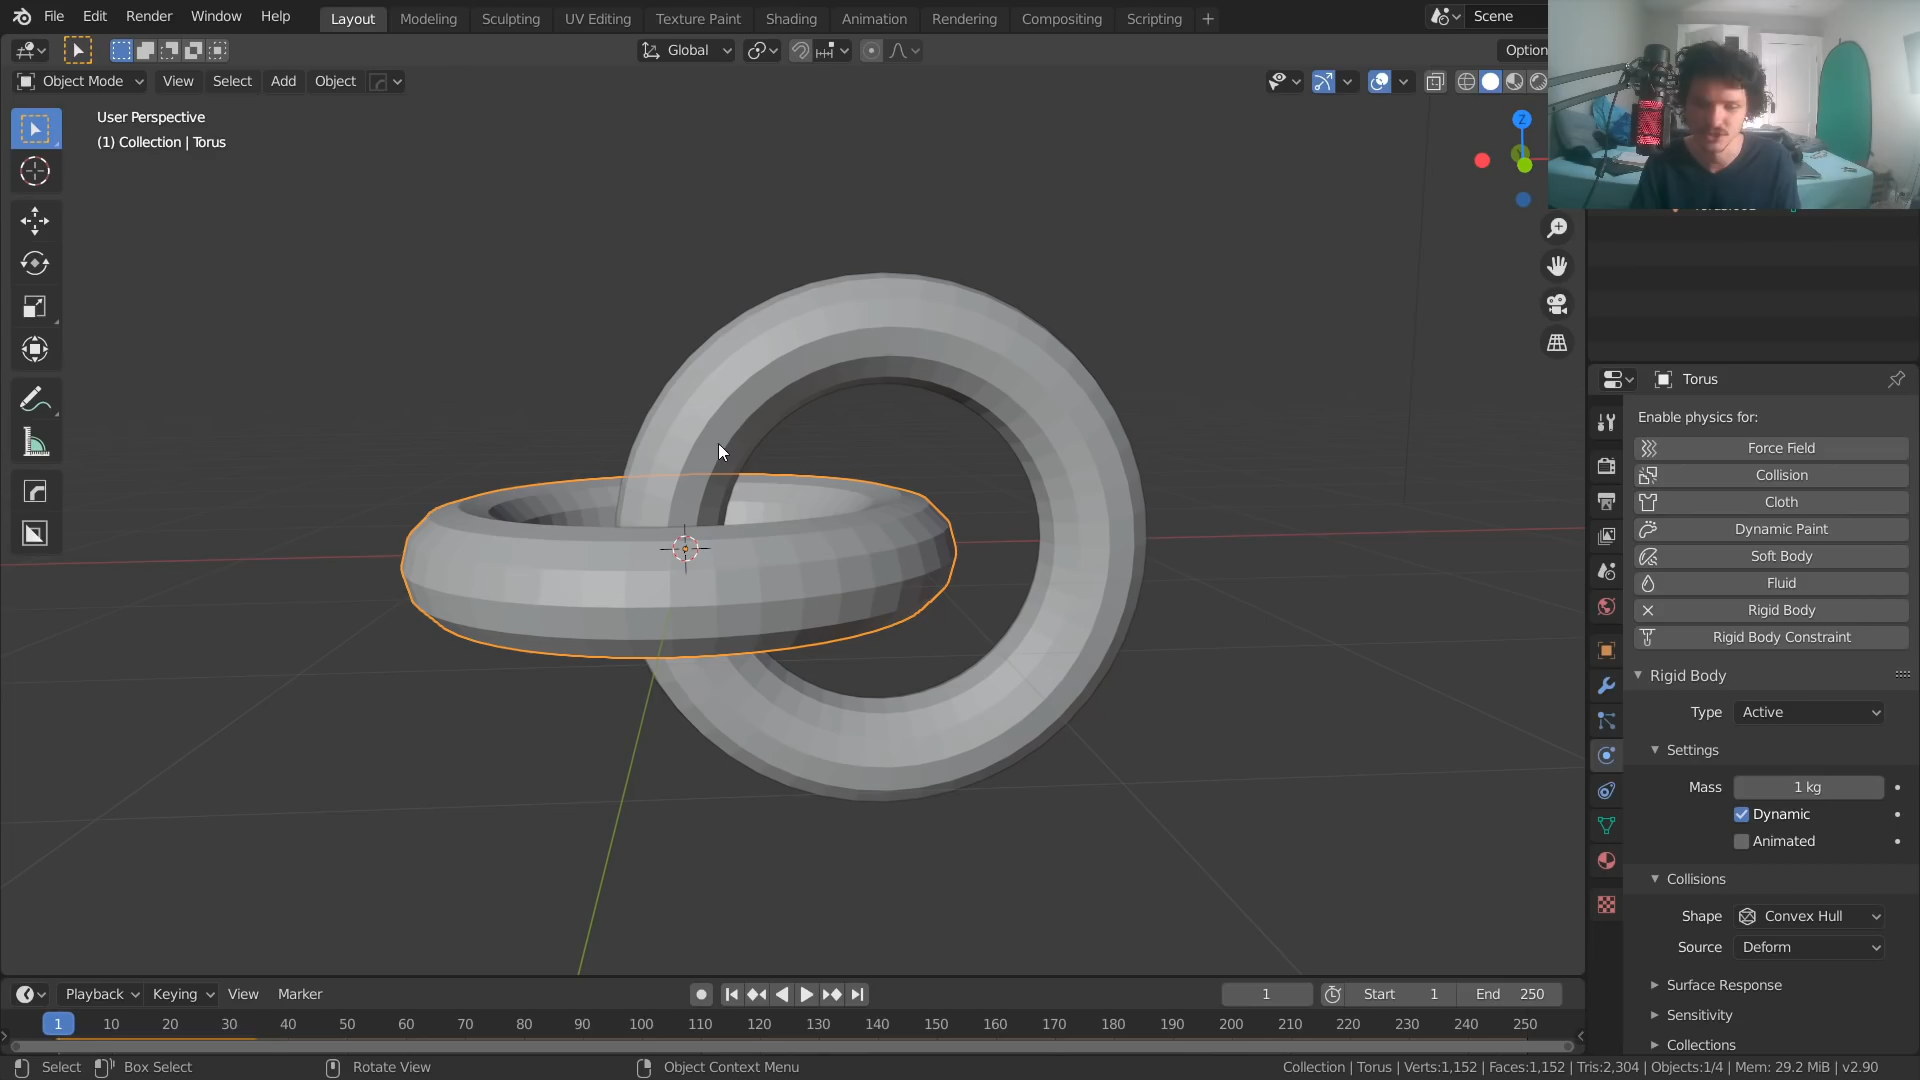 File Edit Render Window Help Layout Modeling Sculpting UV Editing Texture Paint Shading Animation Rendering Compositing Scripting + Scene
Global Option
Object Mode View Select Add Object
User Perspective
(1) Collection | Torus
Z
Torus
Enable physics for:
Force Field
Collision
Cloth
Dynamic Paint
Soft Body
Fluid
Rigid Body
Rigid Body Constraint
Rigid Body
Type Active
Settings
Mass 1 kg
Dynamic
Animated
Collisions
Shape Convex Hull
Source Deform
Surface Response
Sensitivity
Collections
Playback Keying View Marker 1 Start 1 End 250
1 10 20 30 40 50 60 70 80 90 100 110 120 130 140 150 160 170 180 190 200 210 220 230 240 250
Select Box Select Rotate View Object Context Menu Collection | Torus | Verts:1,152 | Faces:1,152 | Tris:2,304 | Objects:1/4 | Mem: 29.2 MiB | v2.90